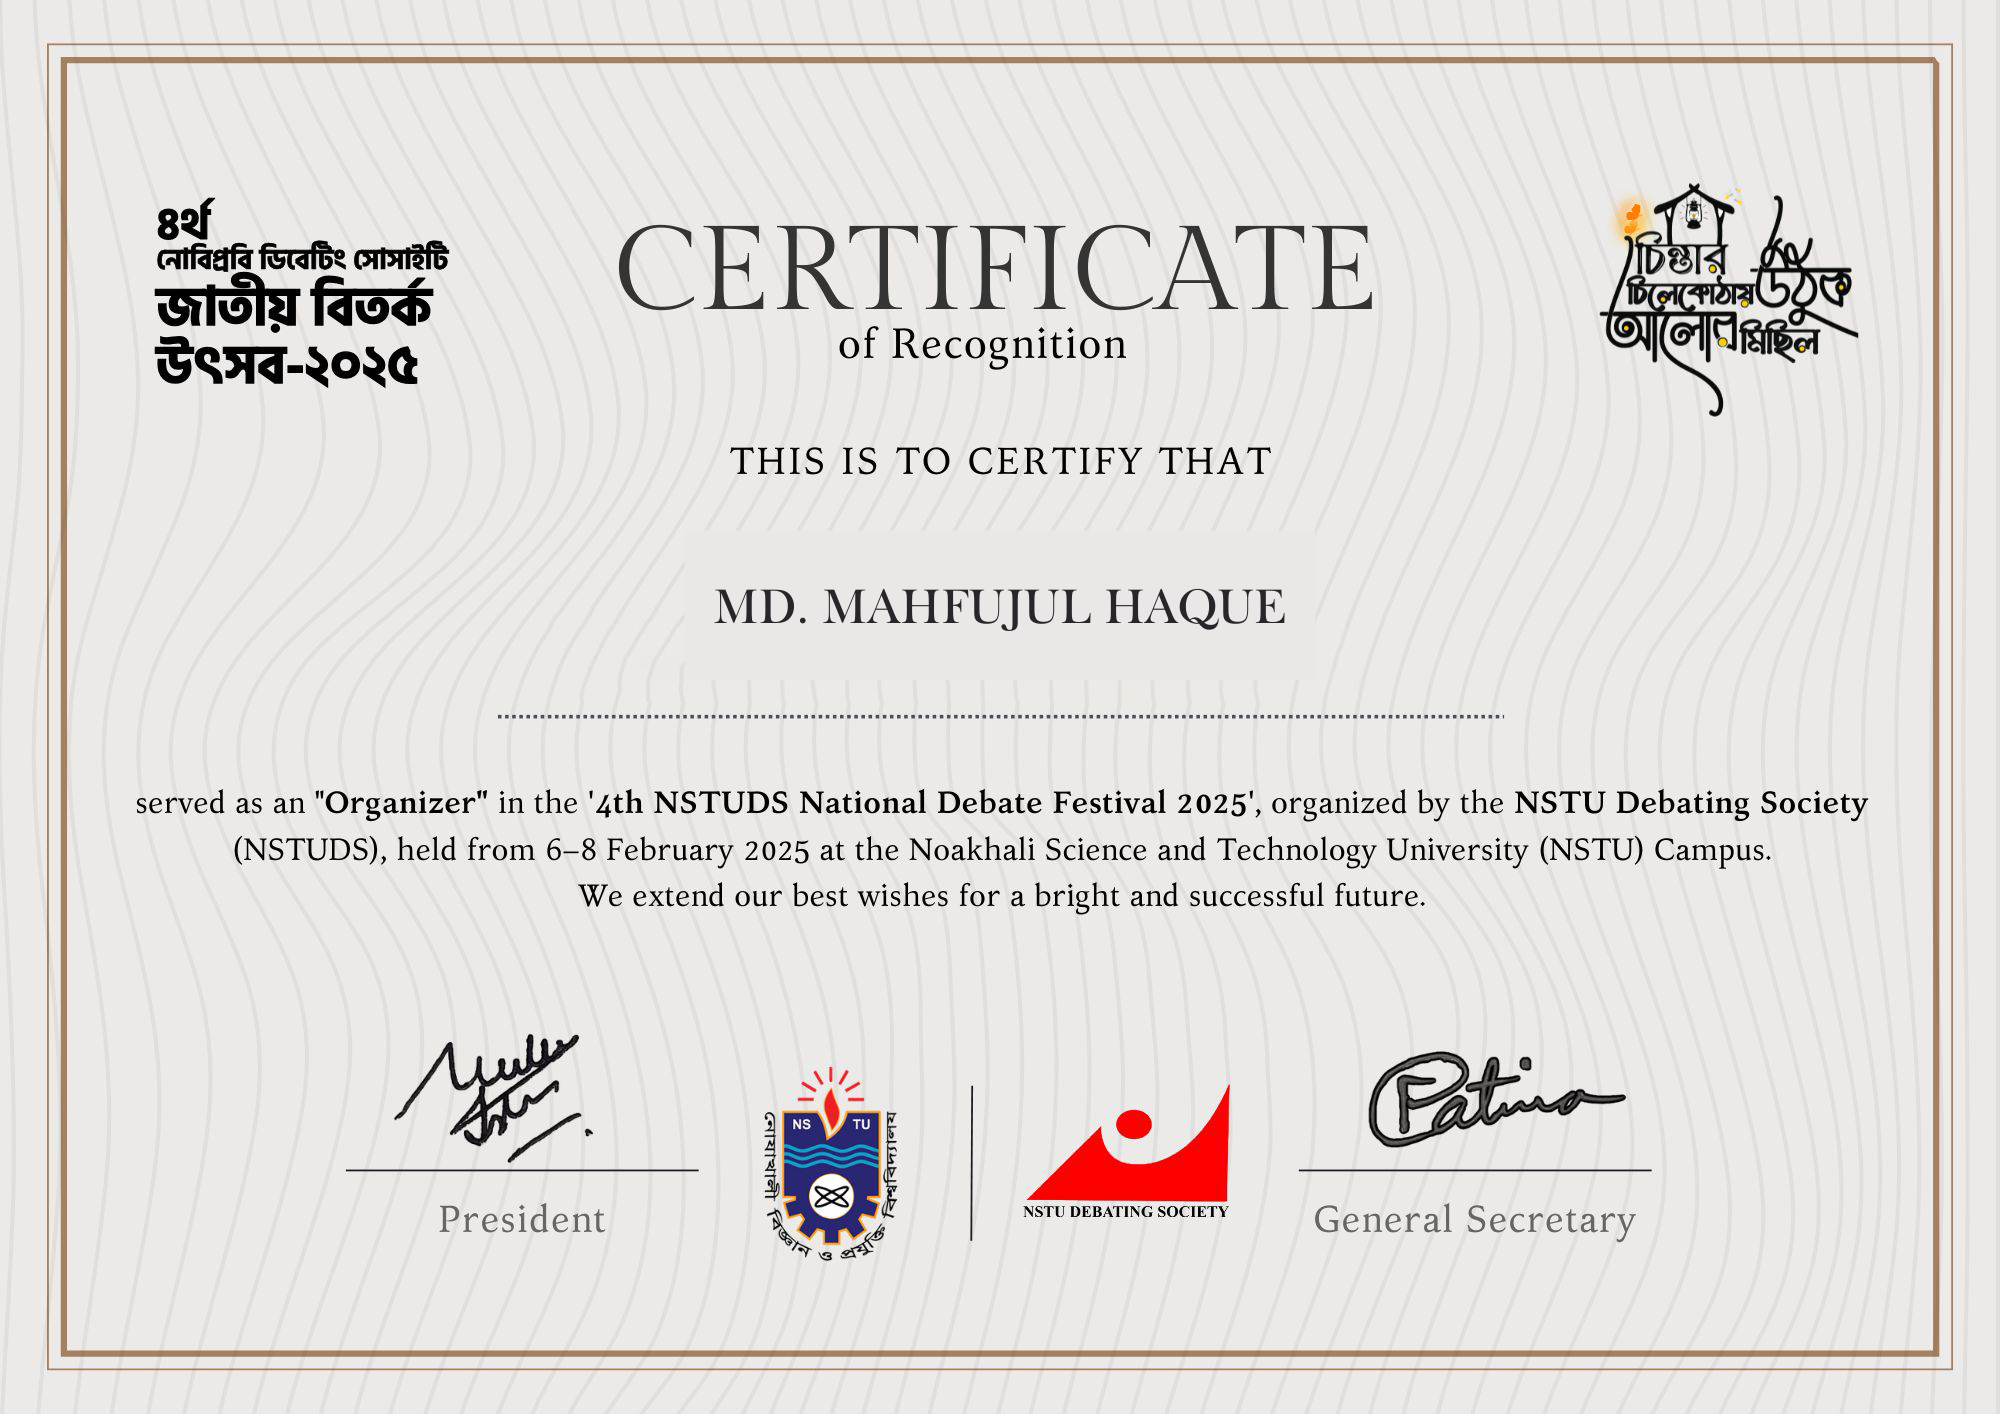 ৪র্থ
নোবিপ্রবি ডিবেটিং সোসাইটি
জাতীয় বিতর্ক
উৎসব-২০২৫
CERTIFICATE
of Recognition
চিন্তার
চিলেকোঠায় উঠুক
আলোর মিছিল
THIS IS TO CERTIFY THAT
MD. MAHFUJUL HAQUE
served as an "Organizer" in the '4th NSTUDS National Debate Festival 2025', organized by the NSTU Debating Society
(NSTUDS), held from 6–8 February 2025 at the Noakhali Science and Technology University (NSTU) Campus.
We extend our best wishes for a bright and successful future.
President
NS TU
নোয়াখালী বিজ্ঞান ও প্রযুক্তি বিশ্ববিদ্যালয়
NSTU DEBATING SOCIETY
Fatima
General Secretary